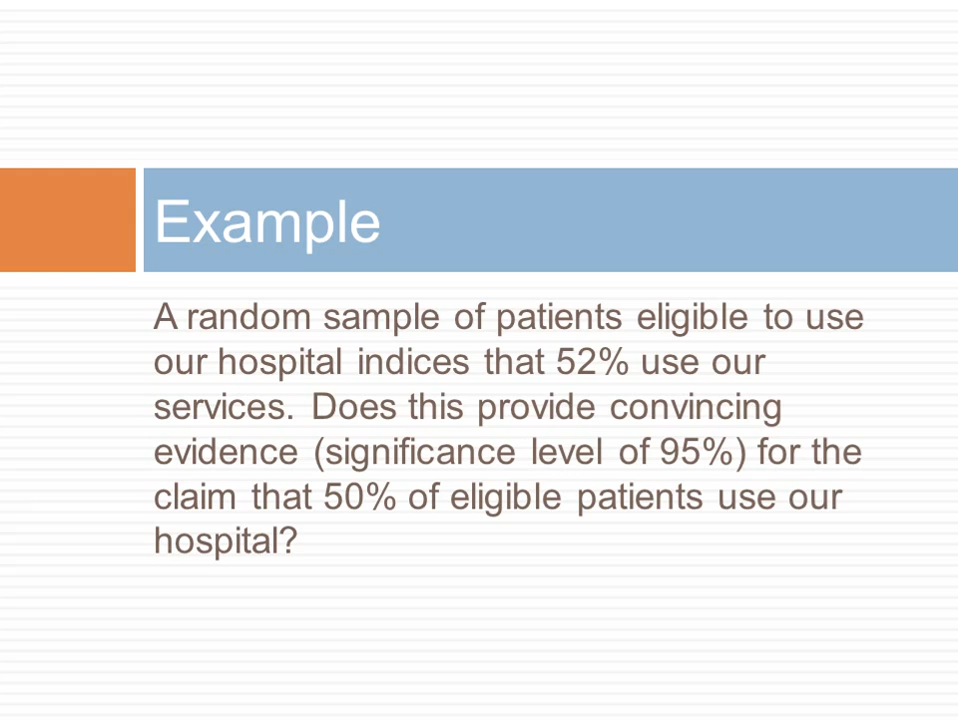 Example
A random sample of patients eligible to use
our hospital indices that 52% use our
services. Does this provide convincing
evidence (significance level of 95%) for the
claim that 50% of eligible patients use our
hospital?